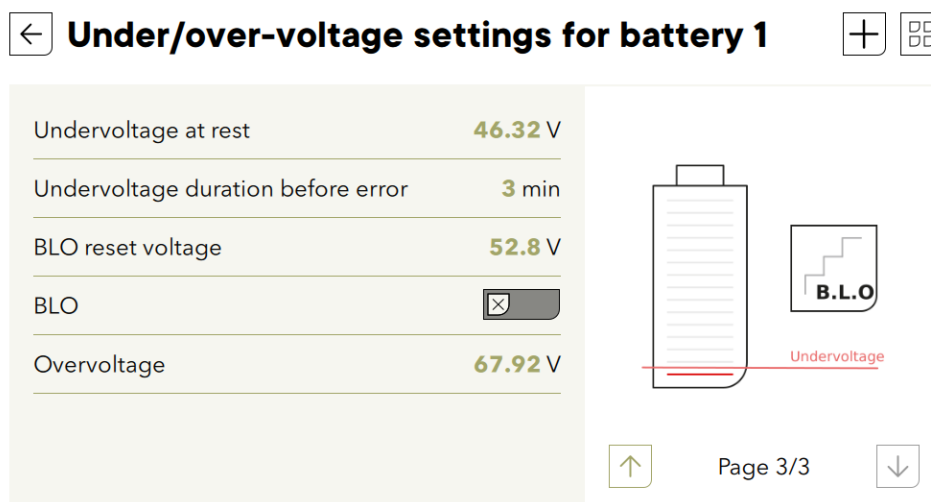 Under/over-voltage settings for battery 1
Undervoltage at rest 46.32 V
Undervoltage duration before error 3 min
BLO reset voltage 52.8 V
BLO
Overvoltage 67.92 V
B.L.O
Undervoltage
Page 3/3